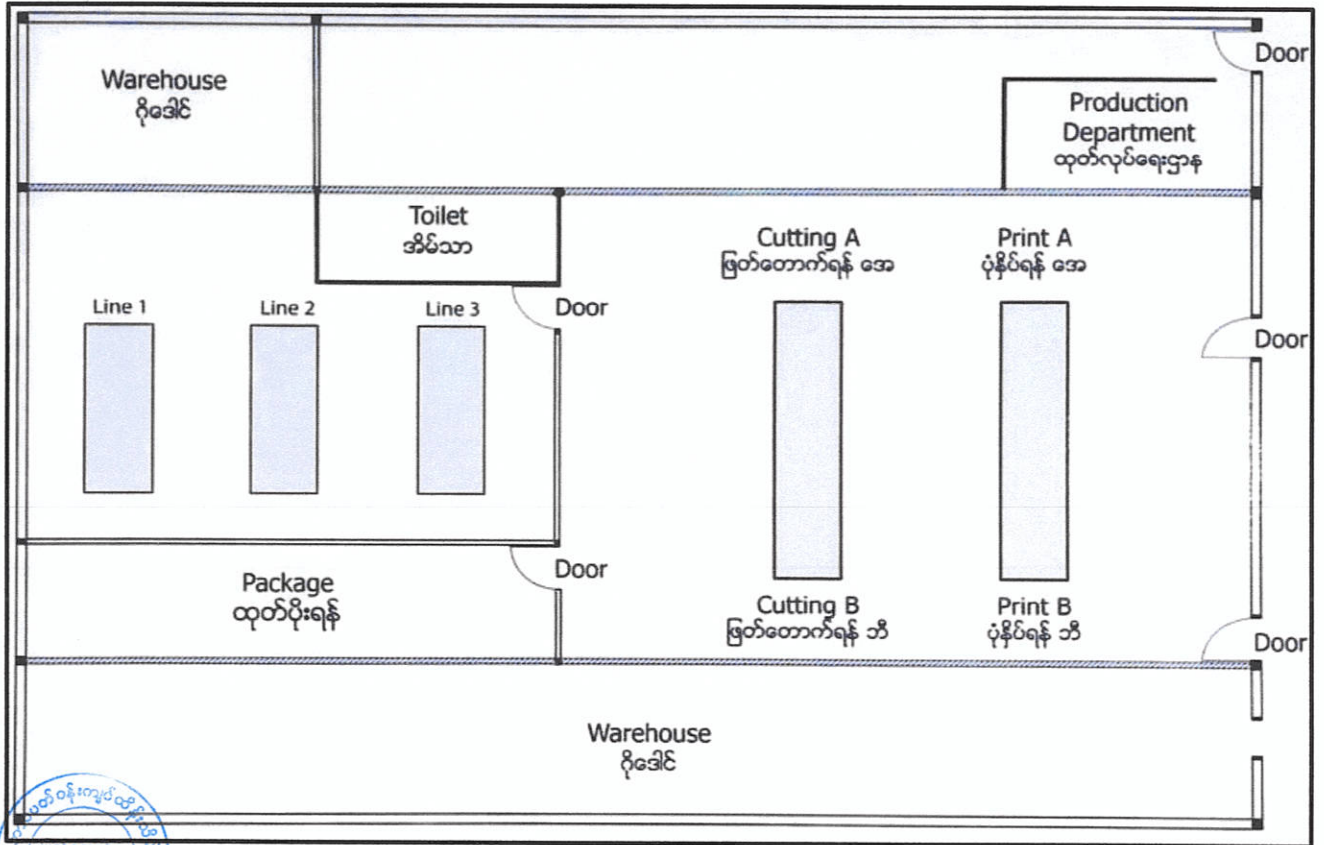 Warehouse
ဂိုဒေါင်
Door
Production
Department
ထုတ်လုပ်ရေးဌာန
Toilet
အိမ်သာ
Cutting A
ဖြတ်တောက်ရန် အေ
Print A
ပုံနှိပ်ရန် အေ
Line 1
Line 2
Line 3
Door
Door
Package
ထုတ်ပိုးရန်
Door
Cutting B
ဖြတ်တောက်ရန် ဘီ
Print B
ပုံနှိပ်ရန် ဘီ
Door
Warehouse
ဂိုဒေါင်